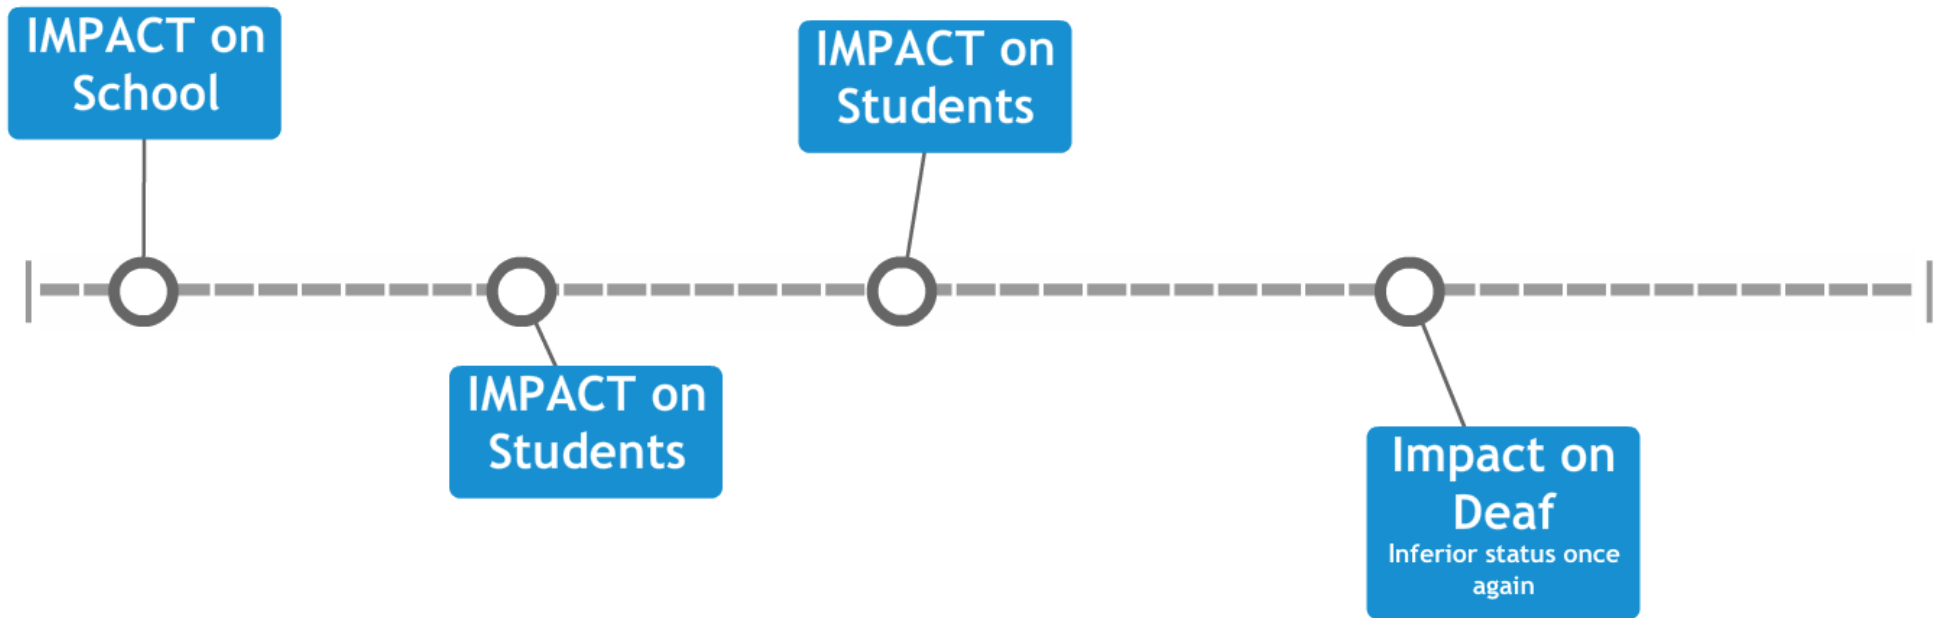 IMPACT on
School
IMPACT on
Students
IMPACT on
Students
Impact on
Deaf
Inferior status once
again